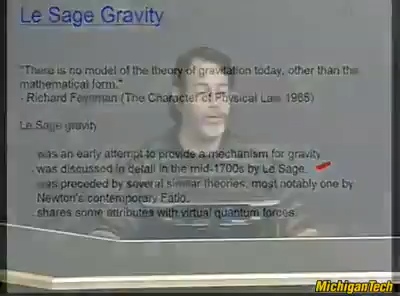 Le Sage Gravity
"There is no model of the theory of gravitation today, other than the
mathematical form."
- Richard Feynman (The Character of Physical Law 1965)
Le Sage gravity
was an early attempt to provide a mechanism for gravity
was discussed in detail in the mid-1700s by Le Sage.
was preceded by several similar theories, most notably one by
Newton's contemporary Fatio.
shares some attributes with virtual quantum forces.
MichiganTech